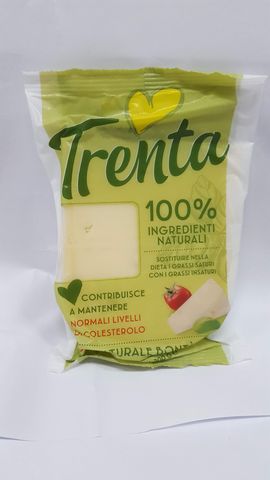 Trenta
100%
INGREDIENTI
NATURALI
SOSTITUIRE NELLA
DIETA I GRASSI SATURI
CON I GRASSI INSATURI
CONTRIBUISCE
A MANTENERE
NORMALI LIVELLI
DI COLESTEROLO